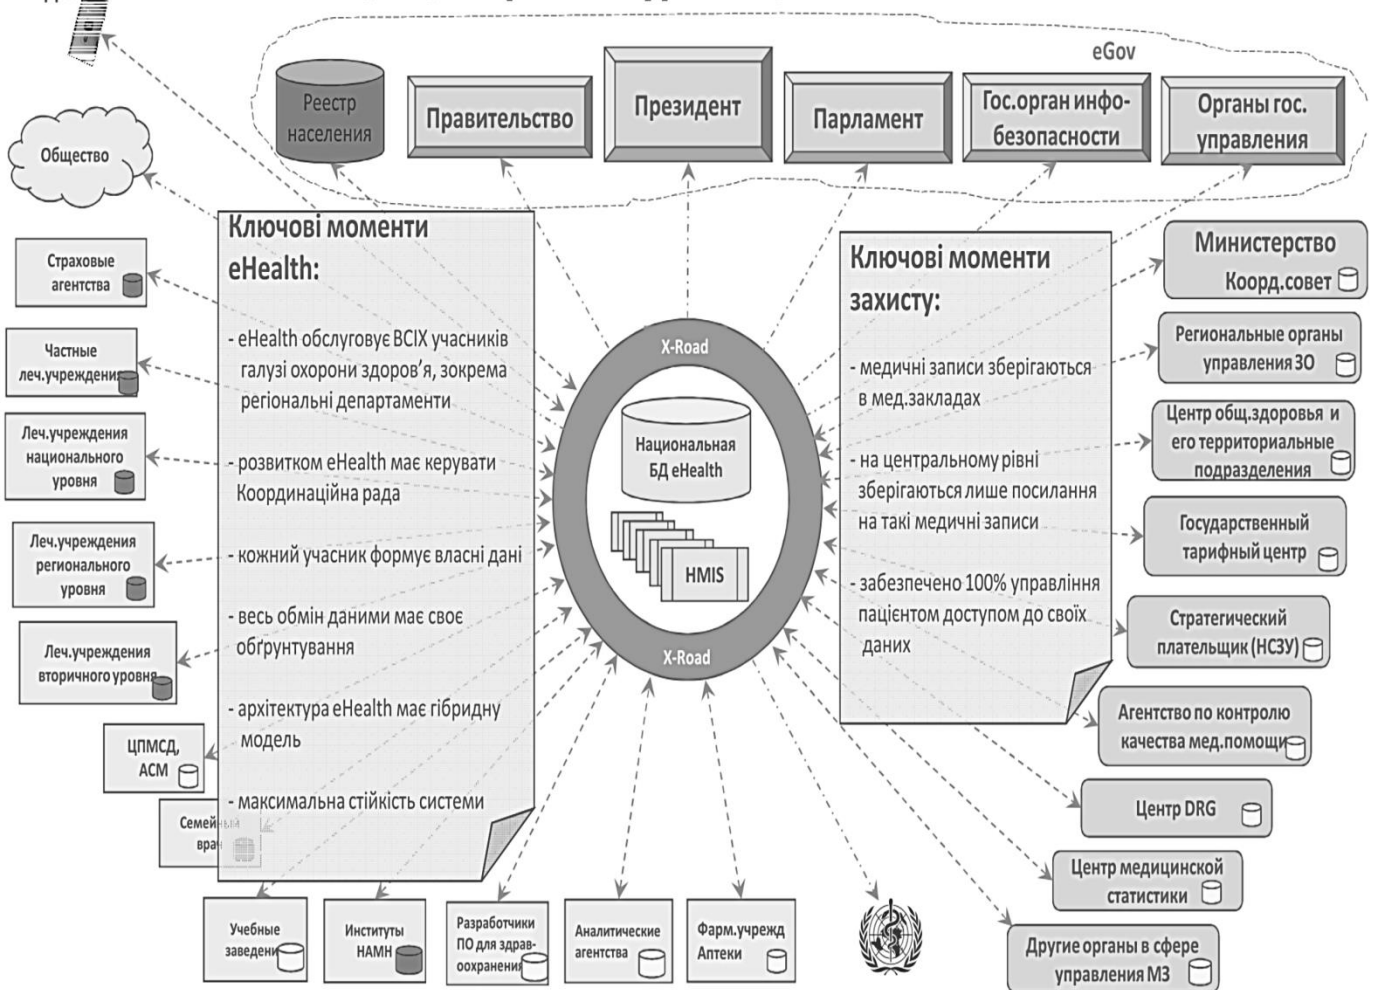 eGov
Реестр
населения
Правительство
Президент
Парламент
Гос.орган инфо-
безопасности
Органы гос.
управления
Общество
Страховые
агентства
Частные
леч.учреждения
Леч.учреждения
национального
уровня
Леч.учреждения
регионального
уровня
Леч.учреждения
вторичного уровня
ЦПМСД,
АСМ
Семейный
врач
Ключові моменти
eHealth:
- eHealth обслуговує ВСІХ учасників
галузі охорони здоров’я, зокрема
регіональні департаменти
- розвитком eHealth має керувати
Координаційна рада
- кожний учасник формує власні дані
- весь обмін даними має своє
обґрунтування
- архітектура eHealth має гібридну
модель
- максимальна стійкість системи
X-Road
Национальная
БД eHealth
HMIS
X-Road
Ключові моменти
захисту:
- медичні записи зберігаються
в мед.закладах
- на центральному рівні
зберігаються лише посилання
на такі медичні записи
- забезпечено 100% управління
пацієнтом доступом до своїх
даних
Министерство
Коорд.совет
Региональные органы
управления ЗО
Центр общ.здоровья и
его территориальные
подразделения
Государственный
тарифный центр
Стратегический
плательщик (НСЗУ)
Агентство по контролю
качества мед.помощи
Центр DRG
Центр медицинской
статистики
Другие органы в сфере
управления МЗ
Учебные
заведени
Институты
НАМН
Разработчики
ПО для здрав-
оохранения
Аналитические
агентства
Фарм.учрежд
Аптеки